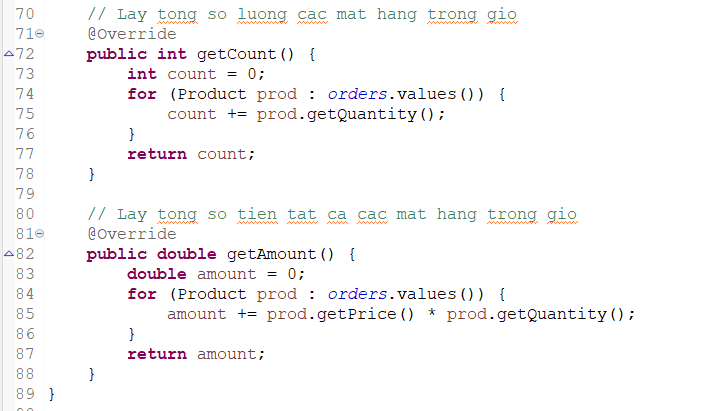 70 // Lay tong so luong cac mat hang trong gio
71 @Override
72 public int getCount() {
73 int count = 0;
74 for (Product prod : orders.values()) {
75 count += prod.getQuantity();
76 }
77 return count;
78 }
79
80 // Lay tong so tien tat ca cac mat hang trong gio
81 @Override
82 public double getAmount() {
83 double amount = 0;
84 for (Product prod : orders.values()) {
85 amount += prod.getPrice() * prod.getQuantity();
86 }
87 return amount;
88 }
89 }